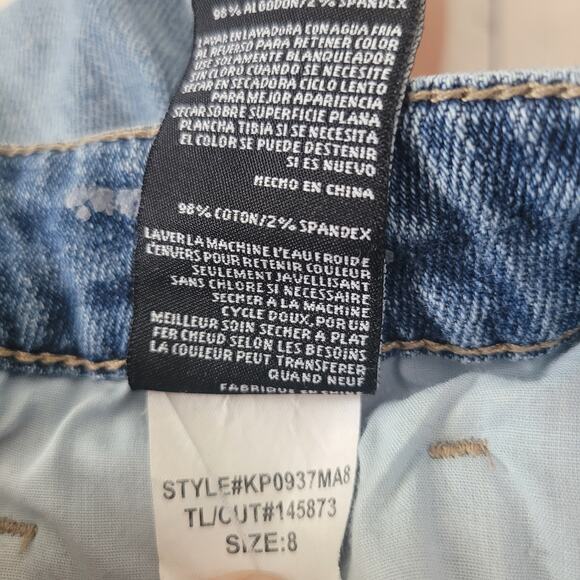 98% ALGODON/2% SPANDEX
LAVAR EN LAVADORA CON AGUA FRIA
AL REVERSO PARA RETENER COLOR
USE SOLAMENTE BLANQUEADOR
SIN CLORO CUANDO SE NECESITE
SECAR EN SECADORA CICLO LENTO
PARA MEJOR APARIENCIA
SECAR SOBRE SUPERFICIE PLANA
PLANCHA TIBIA SI SE NECESITA
EL COLOR SE PUEDE DESTENIR
SI ES NUEVO
HECHO EN CHINA
98% COTON/2% SPANDEX
LAVER LA MACHINE L'EAU FROIDE
L'ENVERS POUR RETENIR COULEUR
SEULEMENT JAVELLISANT
SANS CHLORE SI NECESSAIRE
SECHER A LA MACHINE
CYCLE DOUX, POR UN
MEILLEUR SOIN SECHER A PLAT
FER CHEUD SELON LES BESOINS
LA COULEUR PEUT TRANSFERER
QUAND NEUF
FABRIQUE EN CHINE
STYLE#KP0937MA8
TL/CUT#145873
SIZE:8